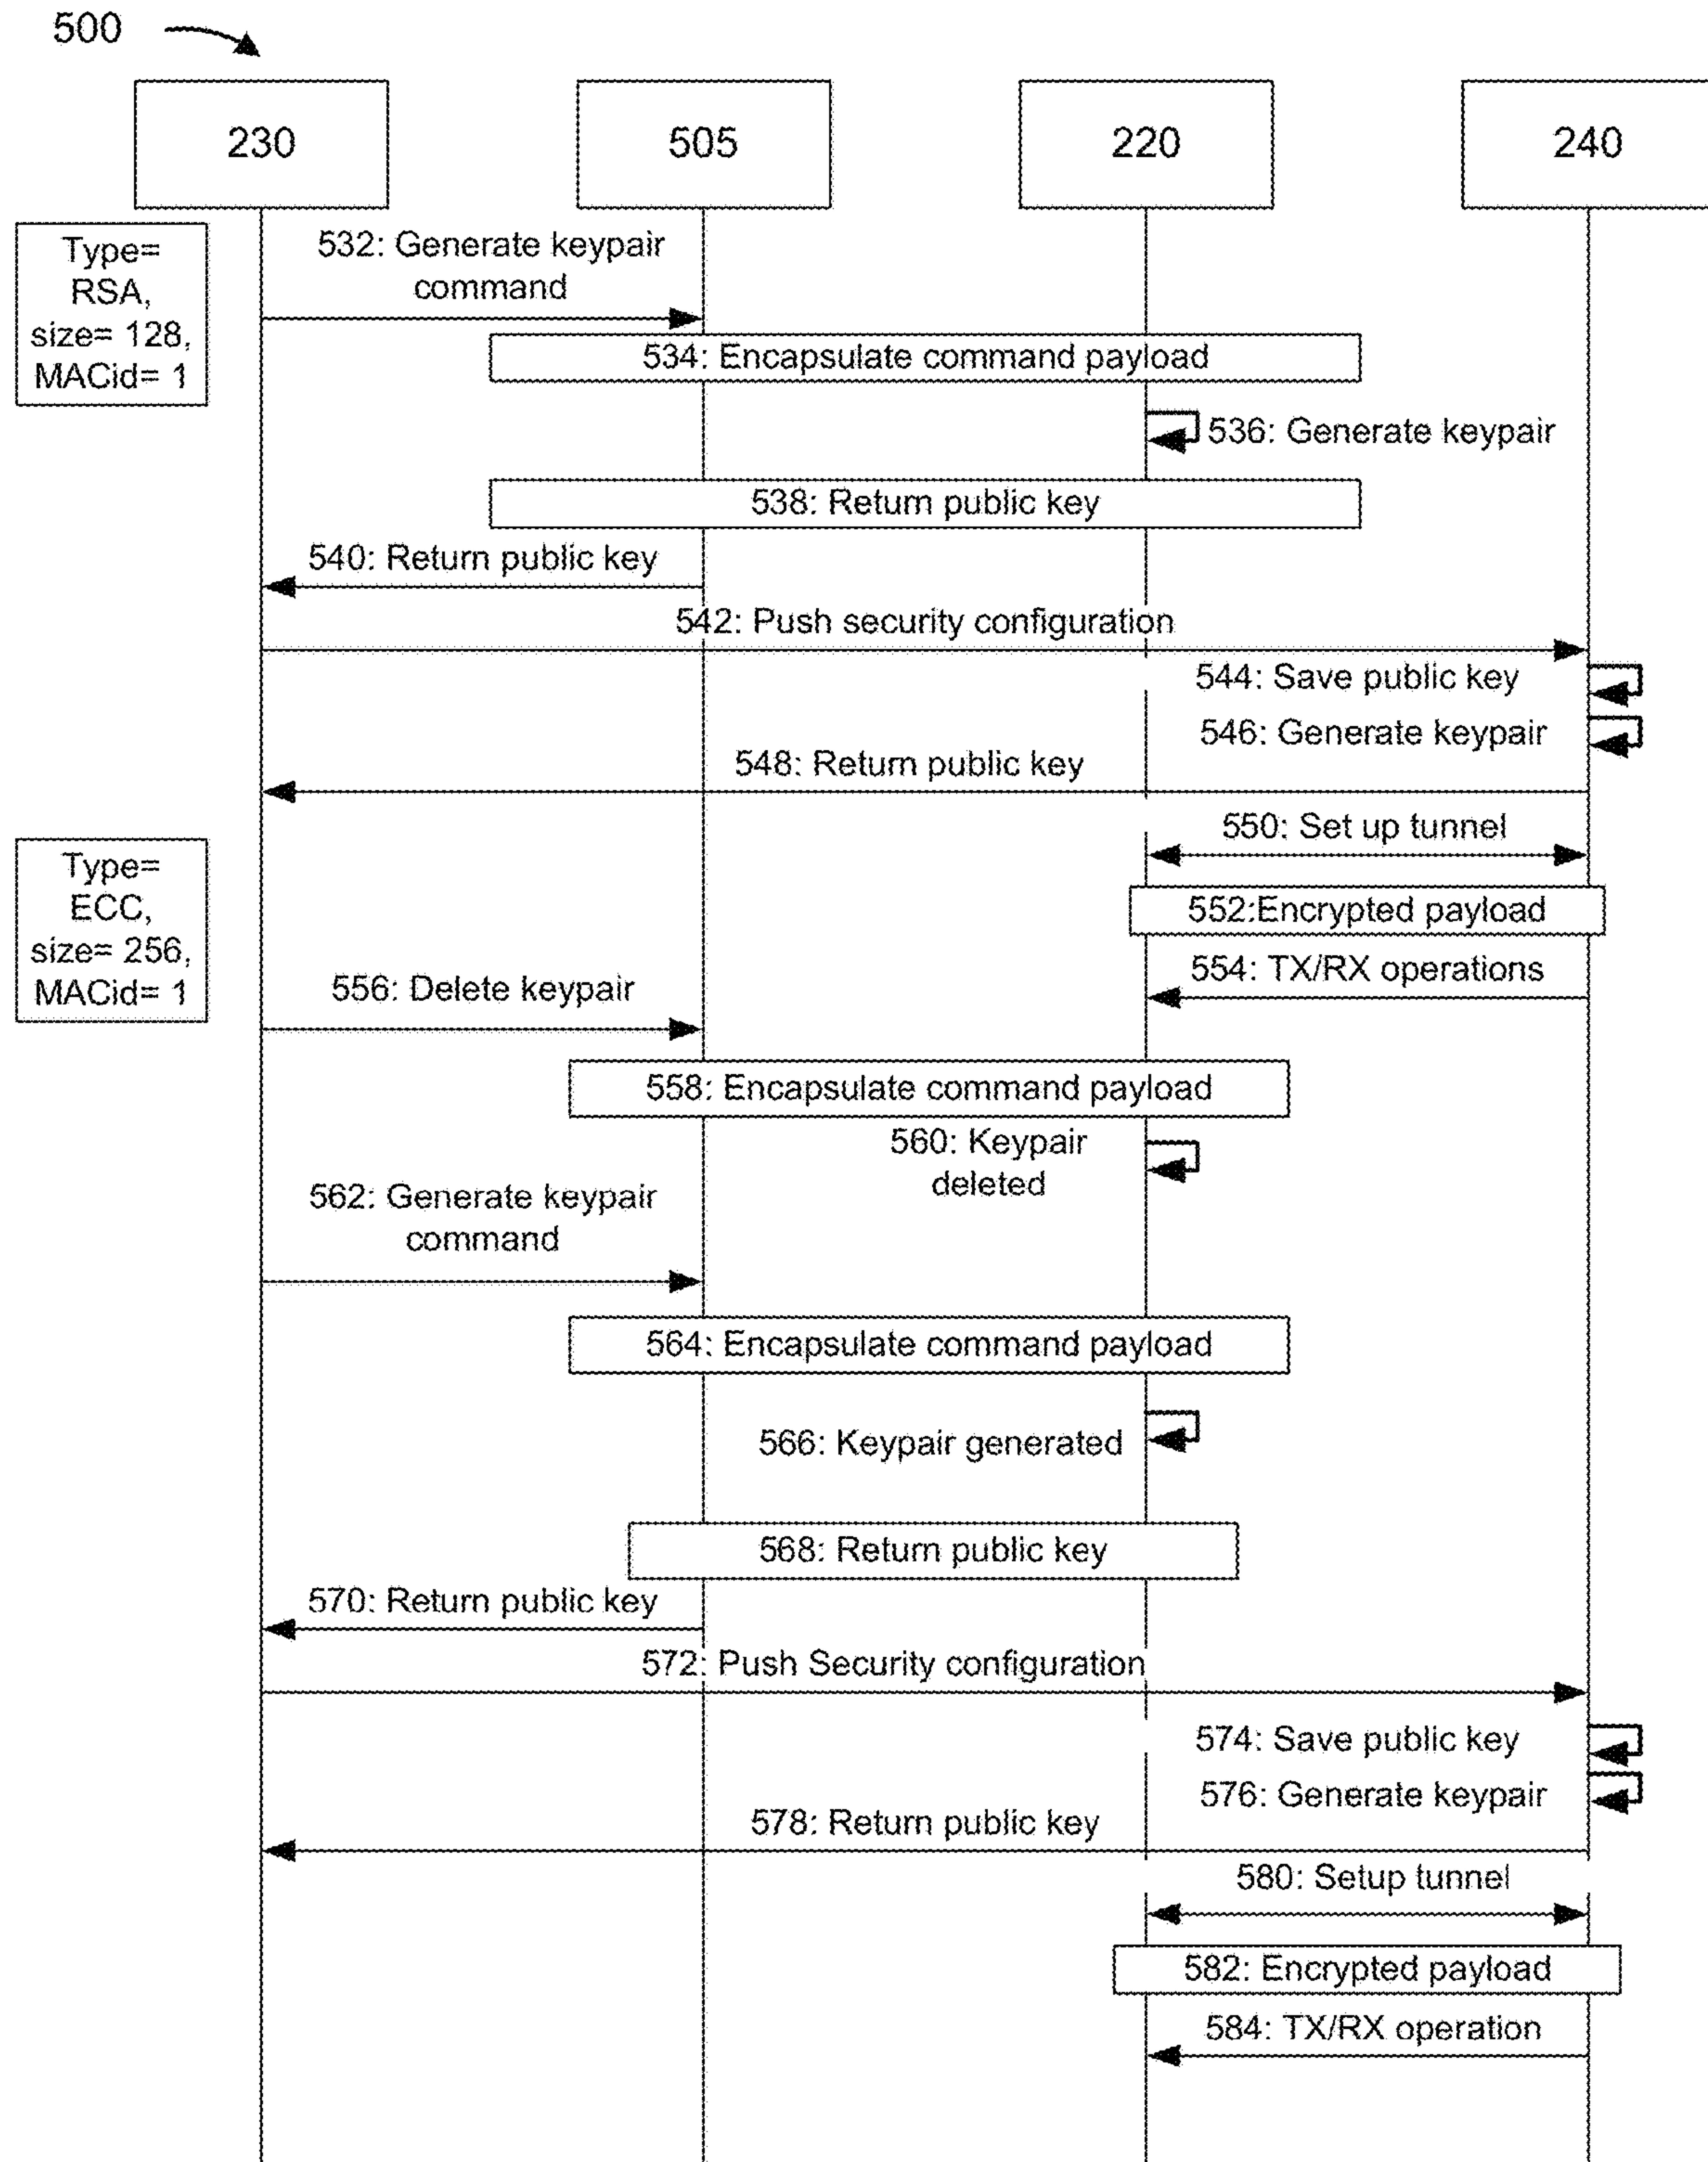 500
230
505
220
240
Type=
RSA,
size= 128,
MACid= 1
532: Generate keypair
command
534: Encapsulate command payload
536: Generate keypair
538: Return public key
540: Return public key
542: Push security configuration
544: Save public key
546: Generate keypair
548: Return public key
550: Set up tunnel
Type=
ECC,
size= 256,
MACid= 1
552:Encrypted payload
554: TX/RX operations
556: Delete keypair
558: Encapsulate command payload
560: Keypair
deleted
562: Generate keypair
command
564: Encapsulate command payload
566: Keypair generated
568: Return public key
570: Return public key
572: Push Security configuration
574: Save public key
576: Generate keypair
578: Return public key
580: Setup tunnel
582: Encrypted payload
584: TX/RX operation